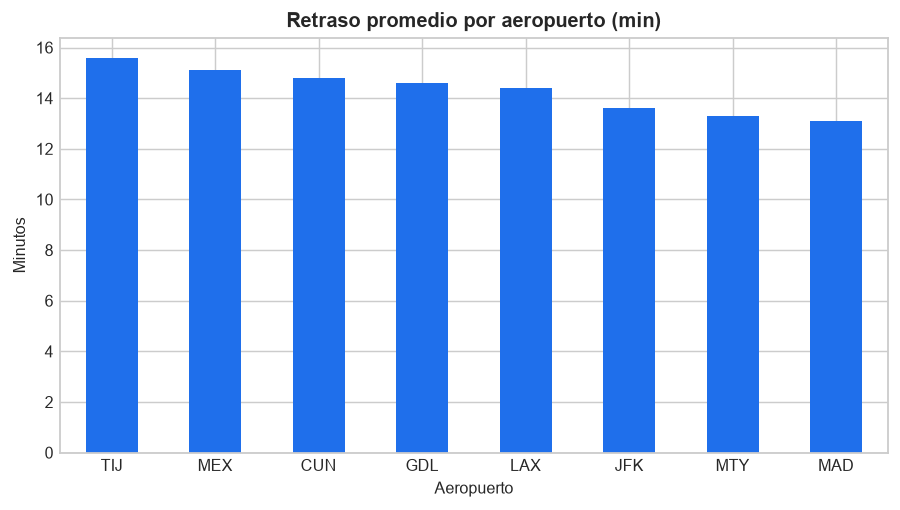 Retraso promedio por aeropuerto (min)
16
14
12
10
8
6
4
2
0
Minutos
TIJ MEX CUN GDL LAX JFK MTY MAD
Aeropuerto